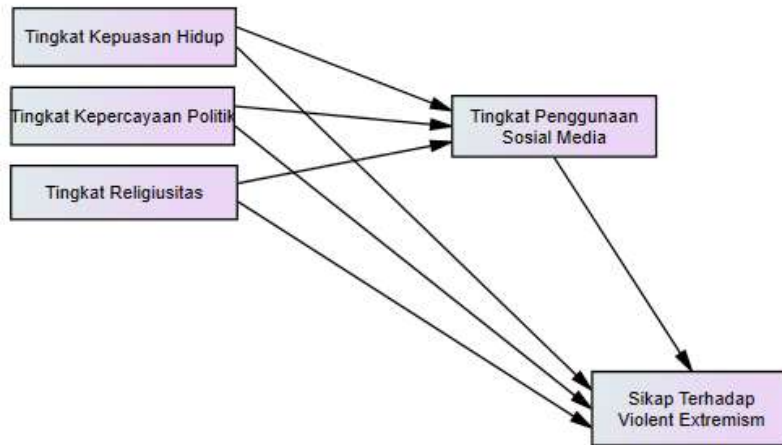 Tingkat Kepuasan Hidup
Tingkat Kepercayaan Politik
Tingkat Religiusitas
Tingkat Penggunaan
Sosial Media
Sikap Terhadap
Violent Extremism